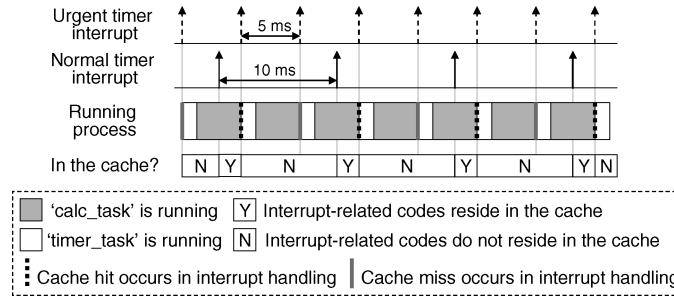 Urgent timer
interrupt
5 ms
Normal timer
interrupt
10 ms
Running
process
In the cache? N Y N Y N Y N Y N
'calc_task' is running Y Interrupt-related codes reside in the cache
'timer_task' is running N Interrupt-related codes do not reside in the cache
Cache hit occurs in interrupt handling Cache miss occurs in interrupt handling